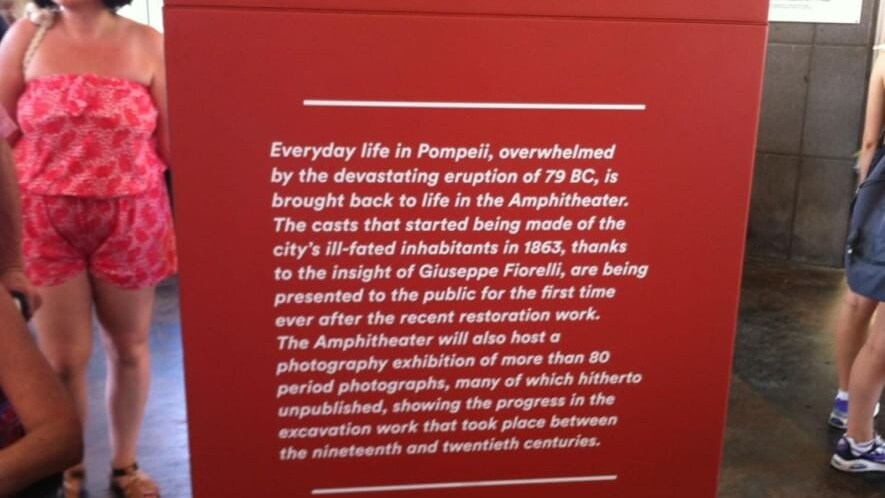 Everyday life in Pompeii, overwhelmed
by the devastating eruption of 79 BC, is
brought back to life in the Amphitheater.
The casts that started being made of the
city's ill-fated inhabitants in 1863, thanks
to the insight of Giuseppe Fiorelli, are being
presented to the public for the first time
ever after the recent restoration work.
The Amphitheater will also host a
photography exhibition of more than 80
period photographs, many of which hitherto
unpublished, showing the progress in the
excavation work that took place between
the nineteenth and twentieth centuries.